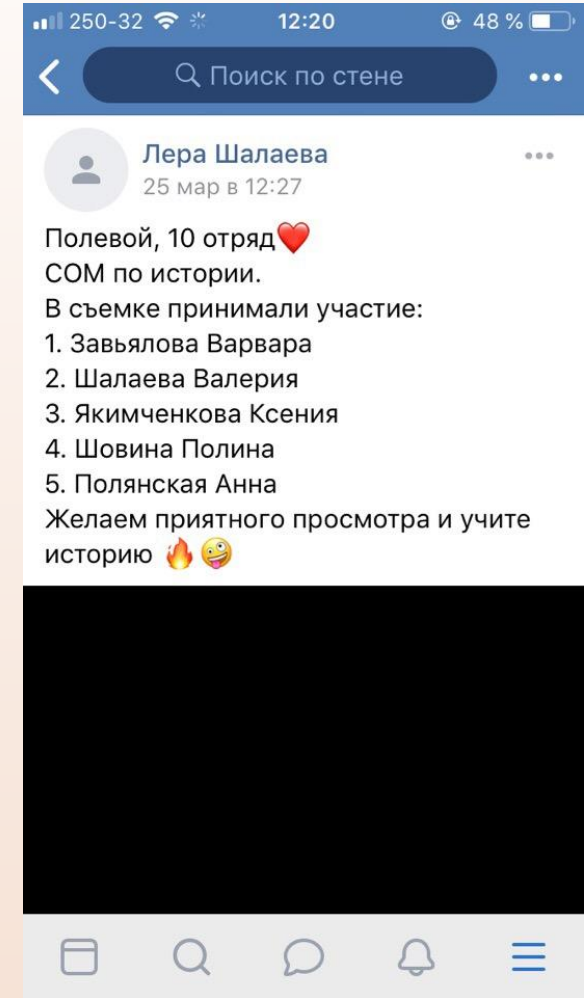 250-32 12:20 48 %
Поиск по стене
Лера Шалаева
25 мар в 12:27
Полевой, 10 отряд❤️
СОМ по истории.
В съемке принимали участие:
1. Завьялова Варвара
2. Шалаева Валерия
3. Якимченкова Ксения
4. Шовина Полина
5. Полянская Анна
Желаем приятного просмотра и учите
историю 🔥 🤪